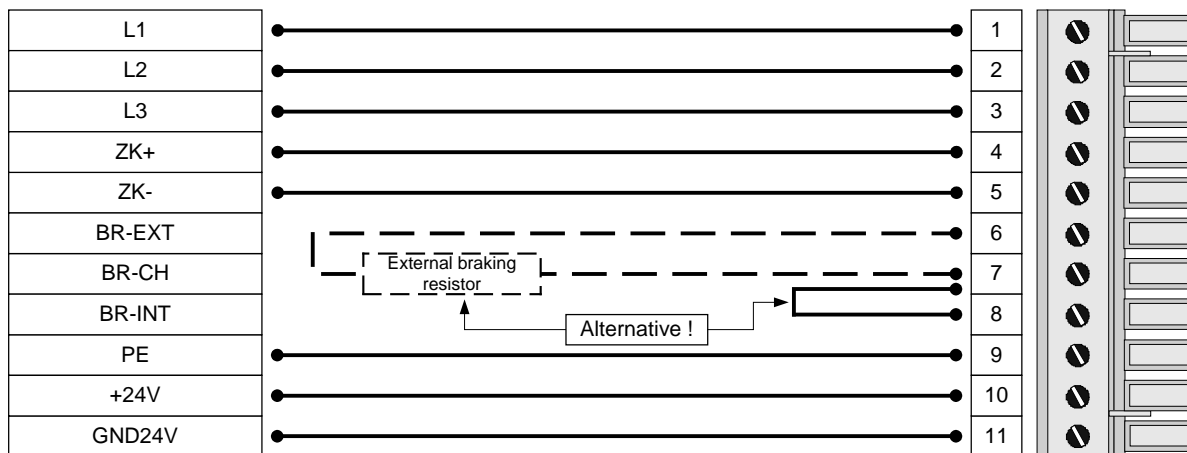 L1 1
L2 2
L3 3
ZK+ 4
ZK- 5
BR-EXT 6
BR-CH External braking resistor 7
BR-INT Alternative ! 8
PE 9
+24V 10
GND24V 11